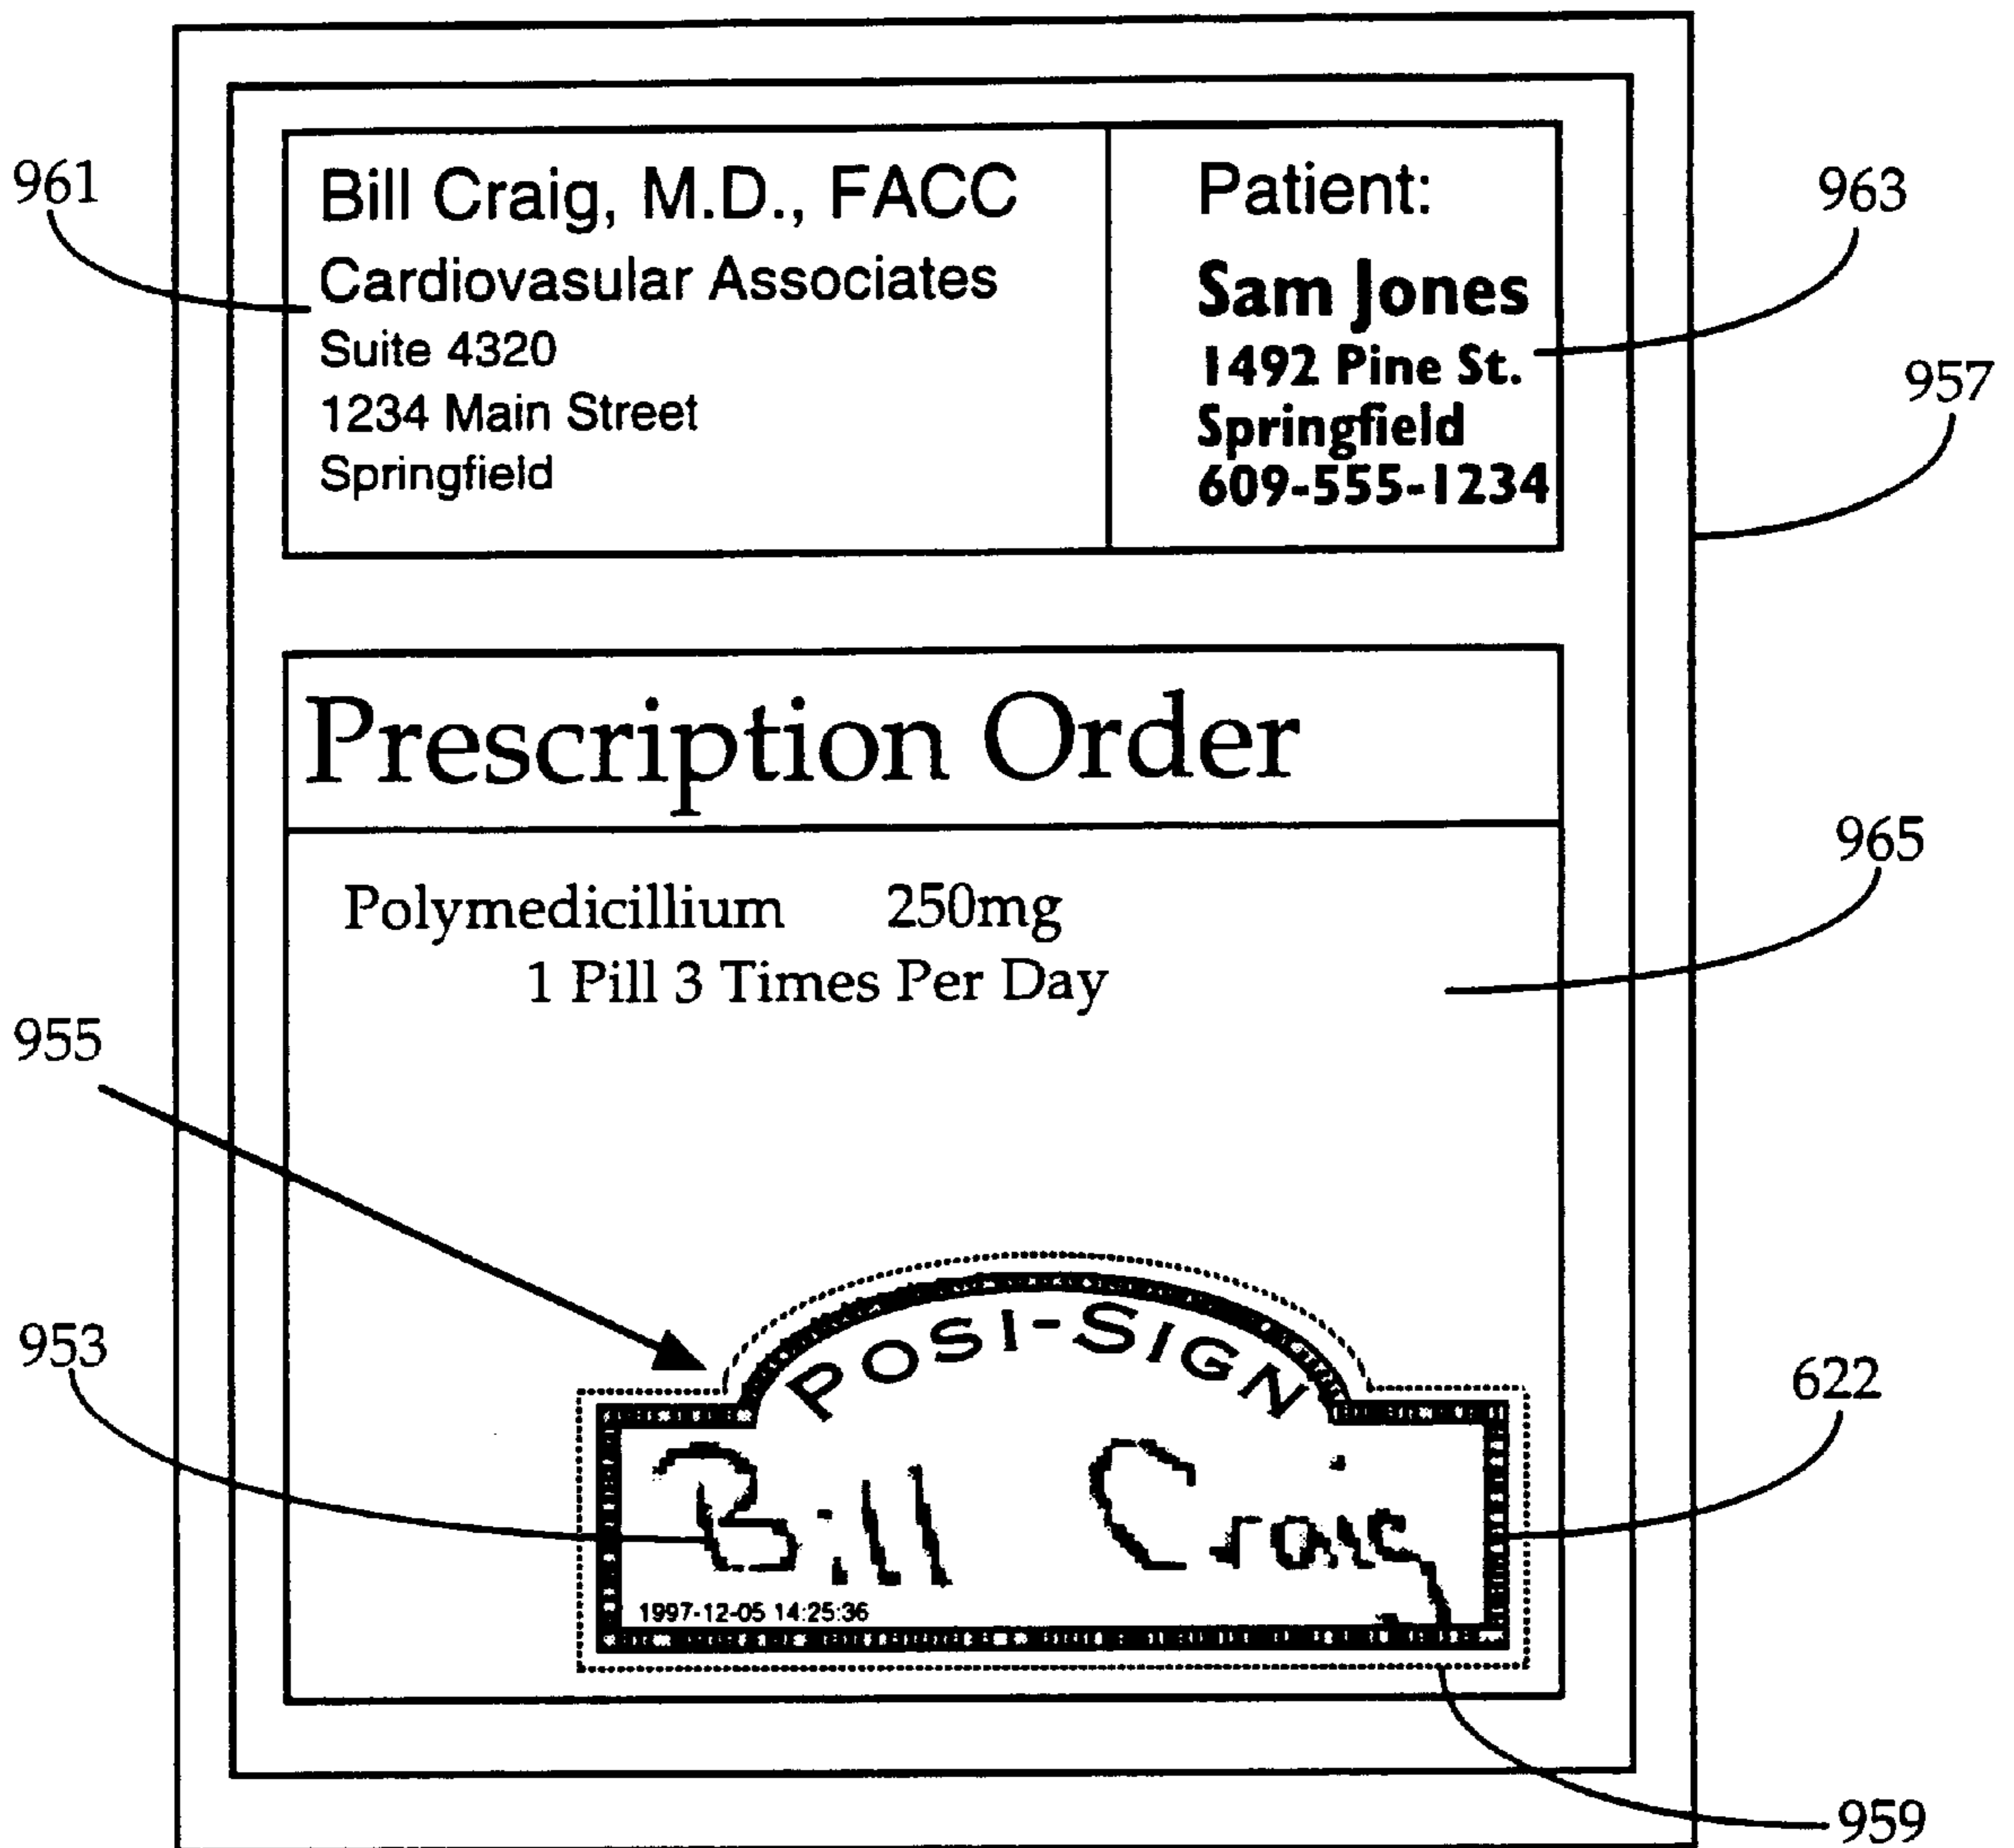 961
Bill Craig, M.D., FACC
Cardiovasular Associates
Suite 4320
1234 Main Street
Springfield
Patient:
Sam Jones
1492 Pine St.
Springfield
609-555-1234
963
957
Prescription Order
965
Polymedicillium 250mg
1 Pill 3 Times Per Day
955
953
POSI-SIGN
622
Bill Craig
1997-12-05 14:25:36
959